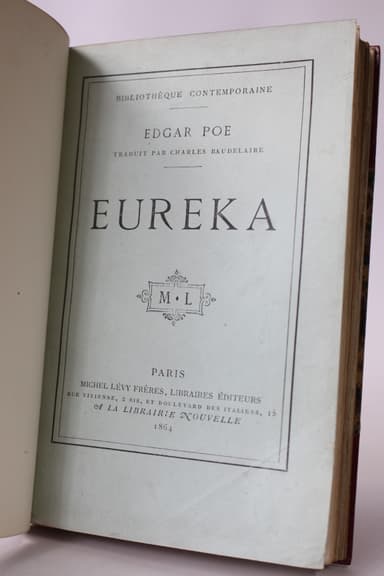 BIBLIOTHÈQUE CONTEMPORAINE
EDGAR POE
TRADUIT PAR CHARLES BAUDELAIRE
EUREKA
M • L
PARIS
MICHEL LÉVY FRÈRES, LIBRAIRES ÉDITEURS
RUE VIVIENNE, 2 BIS, ET BOULEVARD DES ITALIENS, 15
A LA LIBRAIRIE NOUVELLE
1864